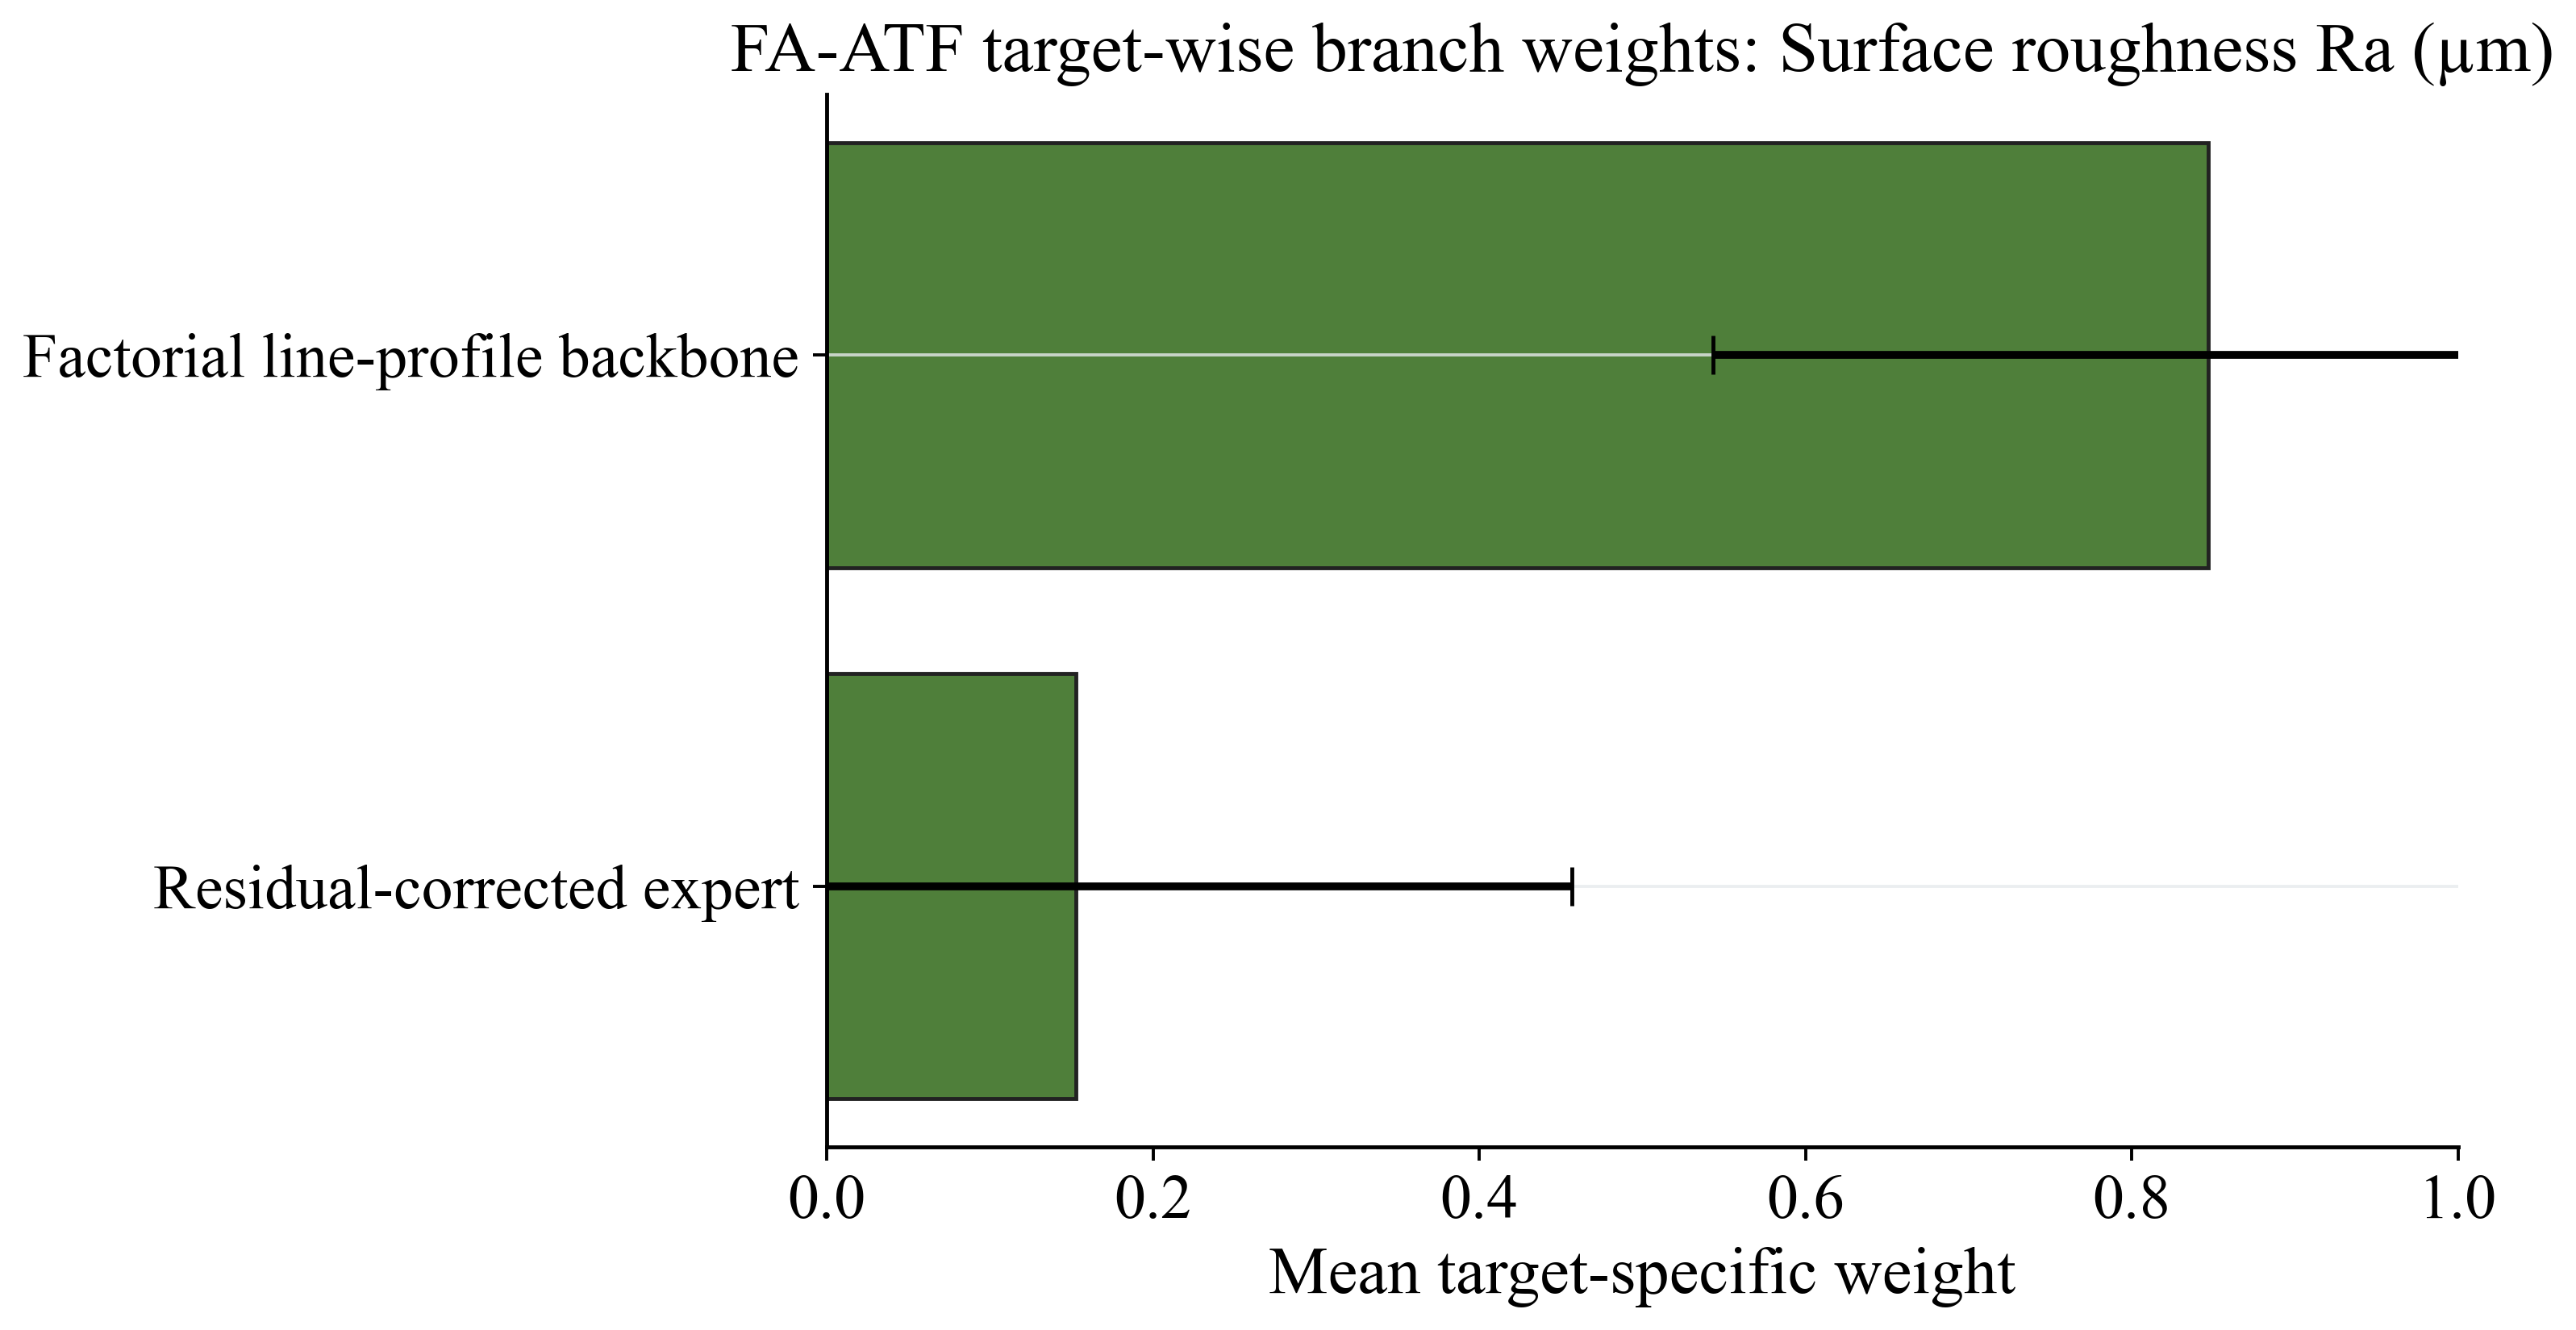 FA-ATF target-wise branch weights: Surface roughness Ra (µm)
Factorial line-profile backbone
Residual-corrected expert
0.0 0.2 0.4 0.6 0.8 1.0
Mean target-specific weight